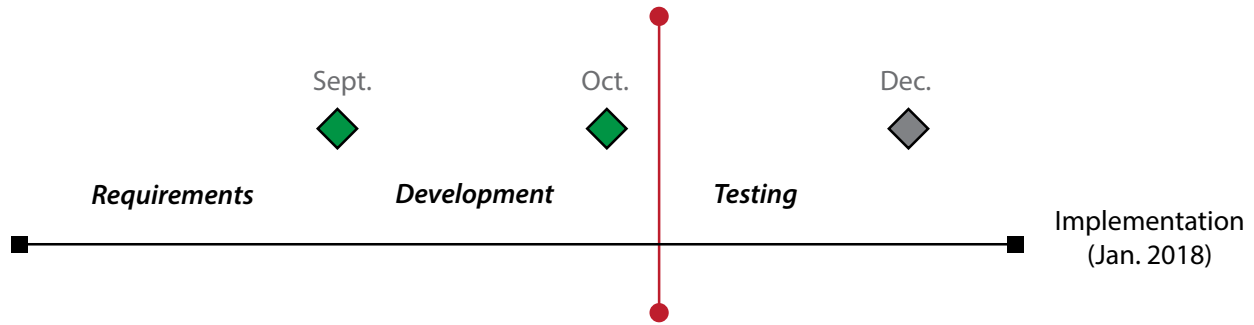 Sept.
Oct.
Dec.
Requirements
Development
Testing
Implementation
(Jan. 2018)